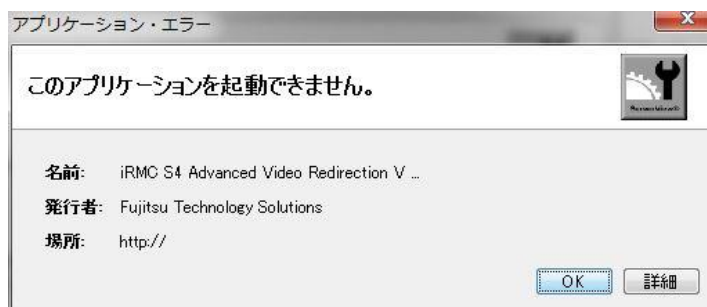 アプリケーション・エラー
このアプリケーションを起動できません。
名前: iRMC S4 Advanced Video Redirection V ...
発行者: Fujitsu Technology Solutions
場所: http://
OK 詳細